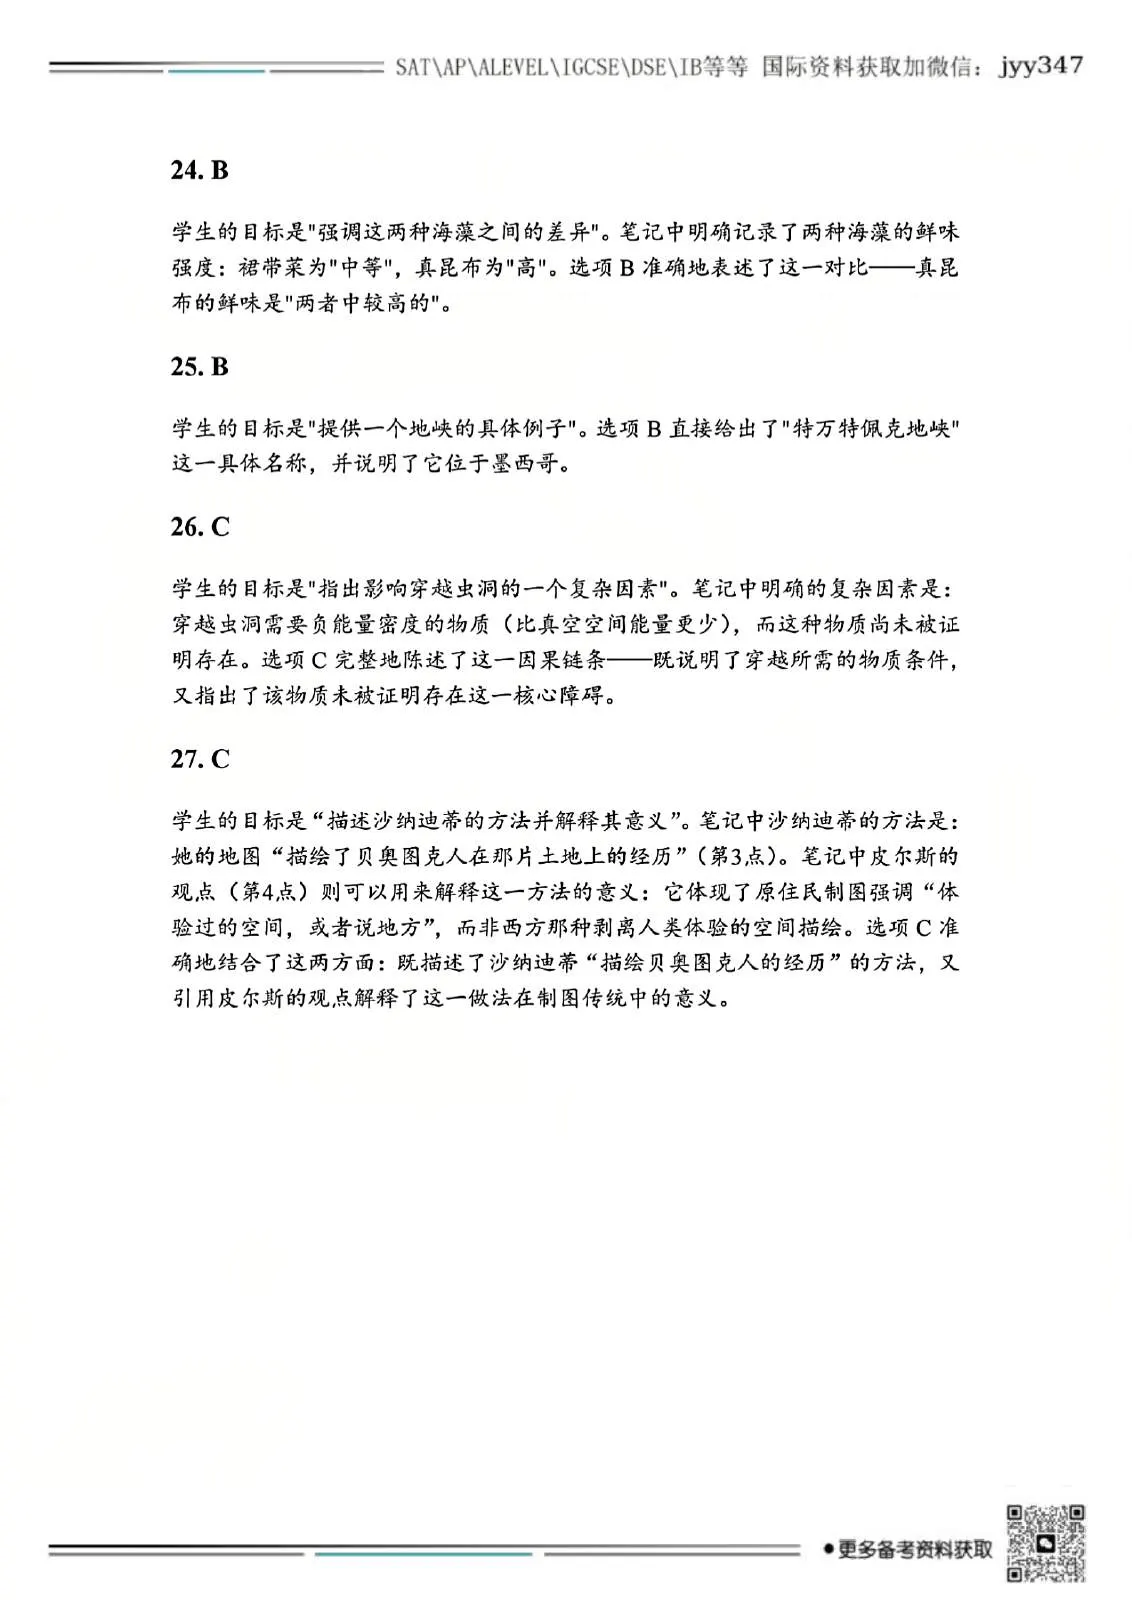 SAT\AP\ALEVEL\IGCSE\DSE\IB等等 国际资料获取加微信: jyy347
24. B
学生的目标是"强调这两种海藻之间的差异"。笔记中明确记录了两种海藻的鲜味
强度：裙带菜为"中等"，真昆布为"高"。选项 B 准确地表述了这一对比——真昆
布的鲜味是"两者中较高的"。
25. B
学生的目标是"提供一个地峡的具体例子"。选项 B 直接给出了"特万特佩克地峡"
这一具体名称，并说明了它位于墨西哥。
26. C
学生的目标是"指出影响穿越虫洞的一个复杂因素"。笔记中明确的复杂因素是：
穿越虫洞需要负能量密度的物质（比真空空间能量更少），而这种物质尚未被证
明存在。选项 C 完整地陈述了这一因果链条——既说明了穿越所需的物质条件，
又指出了该物质未被证明存在这一核心障碍。
27. C
学生的目标是“描述沙纳迪蒂的方法并解释其意义”。笔记中沙纳迪蒂的方法是：
她的地图“描绘了贝奥图克人在那片土地上的经历”（第3点）。笔记中皮尔斯的
观点（第4点）则可以用来解释这一方法的意义：它体现了原住民制图强调“体
验过的空间，或者说地方”，而非西方那种剥离人类体验的空间描绘。选项 C 准
确地结合了这两方面：既描述了沙纳迪蒂“描绘贝奥图克人的经历”的方法，又
引用皮尔斯的观点解释了这一做法在制图传统中的意义。
●更多备考资料获取